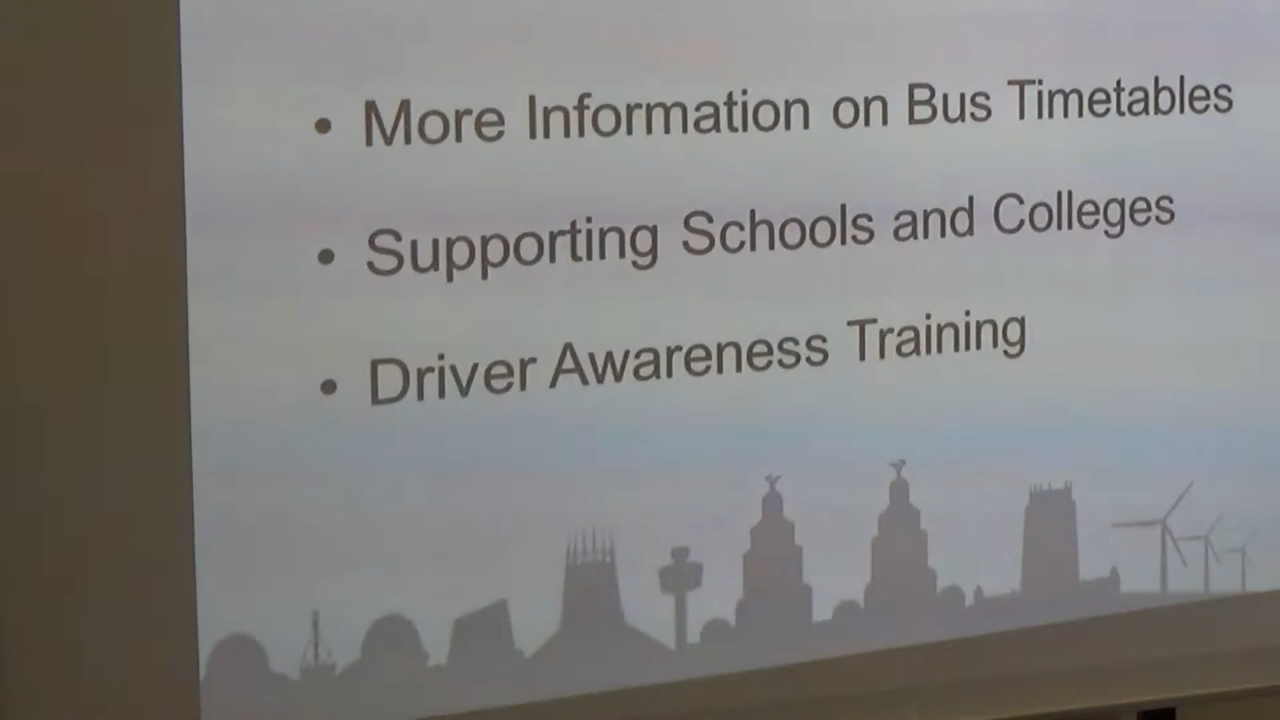 • More Information on Bus Timetables
• Supporting Schools and Colleges
• Driver Awareness Training